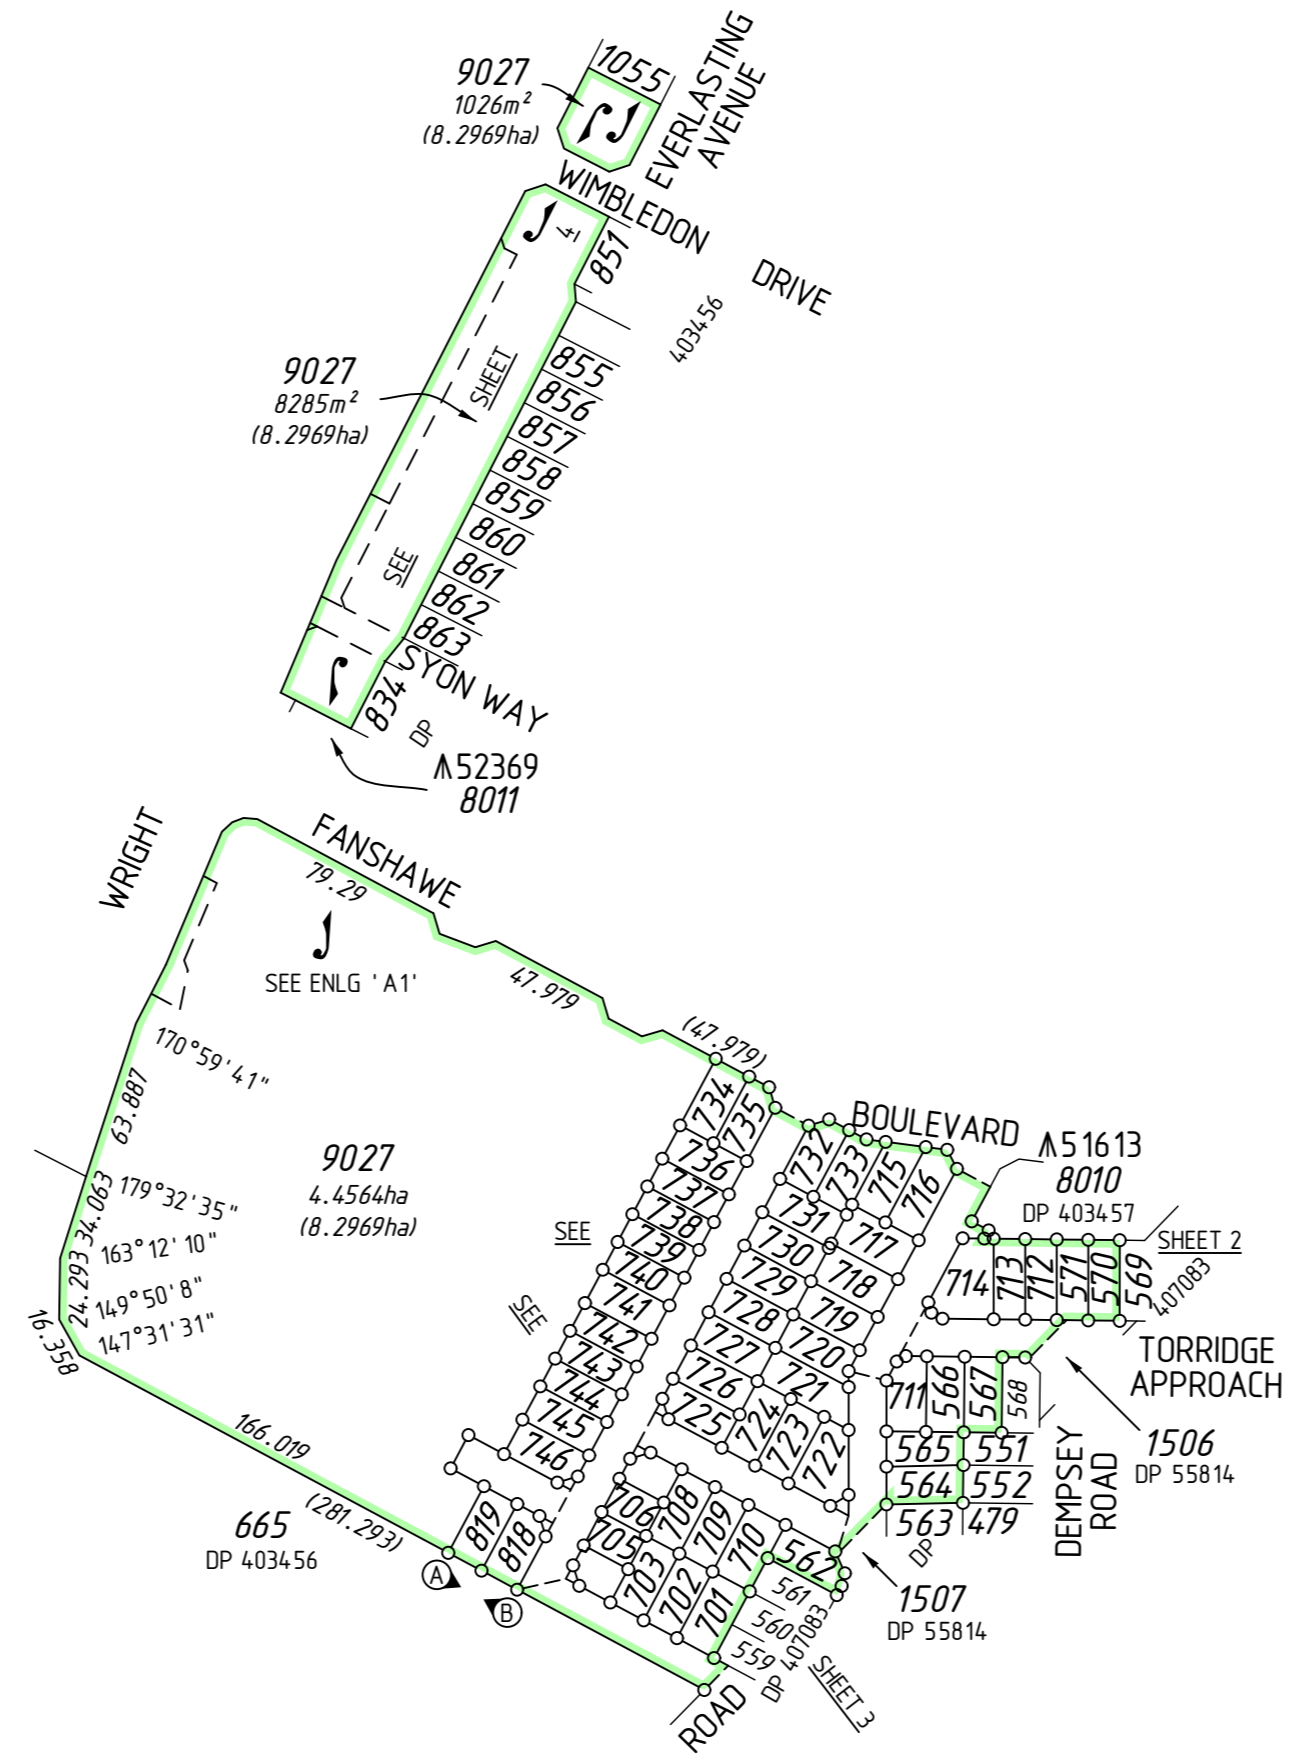 1055
EVERLASTING
AVENUE
9027
1026m²
(8.2969ha)
WIMBLEDON
DRIVE
4
851
403456
9027
8285m²
(8.2969ha)
SHEET
SEE
855
856
857
858
859
860
861
862
863
SYON WAY
834
DP
52369
8011
WRIGHT
FANSHAWE
79.29
SEE ENLG 'A1'
47.979
(47.979)
BOULEVARD
170°59'41"
63.887
9027
4.4564ha
(8.2969ha)
34.063
179°32'35"
163°12'10"
24.293
149°50'8"
147°31'31"
16.358
166.019
(281.293)
665
DP 403456
SEE
SEE
734
735
736
737
738
739
740
741
742
743
744
745
746
819
818
A
B
732
733
715
716
731
717
730
718
729
719
728
720
727
721
726
725
724
723
722
51613
8010
DP 403457
SHEET 2
407083
714
713
712
571
570
569
TORRIDGE
APPROACH
1506
DP 55814
711
566
567
568
565
551
564
552
563
479
DP
DEMPSEY
ROAD
1507
DP 55814
706
708
709
710
705
703
702
701
562
561
560
559
DP 407083
SHEET 3
ROAD